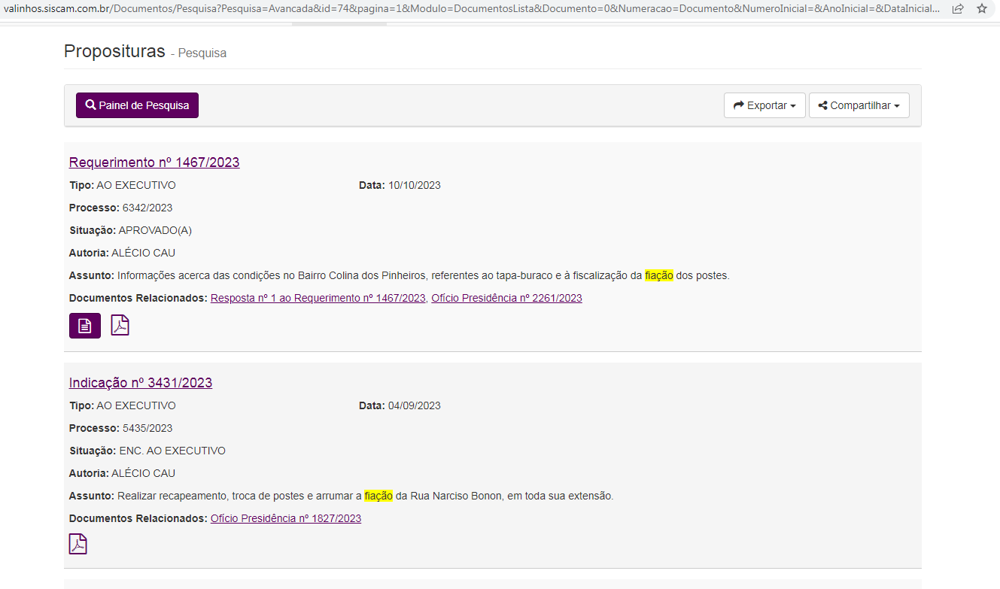 valinhos.siscam.com.br/Documentos/Pesquisa?Pesquisa=Avancada&id=74&pagina=1&Modulo=DocumentosLista&Documento=0&Numeracao=Documento&NumeroInicial=&AnoInicial=&DataInicial...
Proposituras - Pesquisa
Painel de Pesquisa Exportar Compartilhar
Requerimento nº 1467/2023
Tipo: AO EXECUTIVO Data: 10/10/2023
Processo: 6342/2023
Situação: APROVADO(A)
Autoria: ALÉCIO CAU
Assunto: Informações acerca das condições no Bairro Colina dos Pinheiros, referentes ao tapa-buraco e à fiscalização da fiação dos postes.
Documentos Relacionados: Resposta nº 1 ao Requerimento nº 1467/2023, Ofício Presidência nº 2261/2023
Indicação nº 3431/2023
Tipo: AO EXECUTIVO Data: 04/09/2023
Processo: 5435/2023
Situação: ENC. AO EXECUTIVO
Autoria: ALÉCIO CAU
Assunto: Realizar recapeamento, troca de postes e arrumar a fiação da Rua Narciso Bonon, em toda sua extensão.
Documentos Relacionados: Ofício Presidência nº 1827/2023